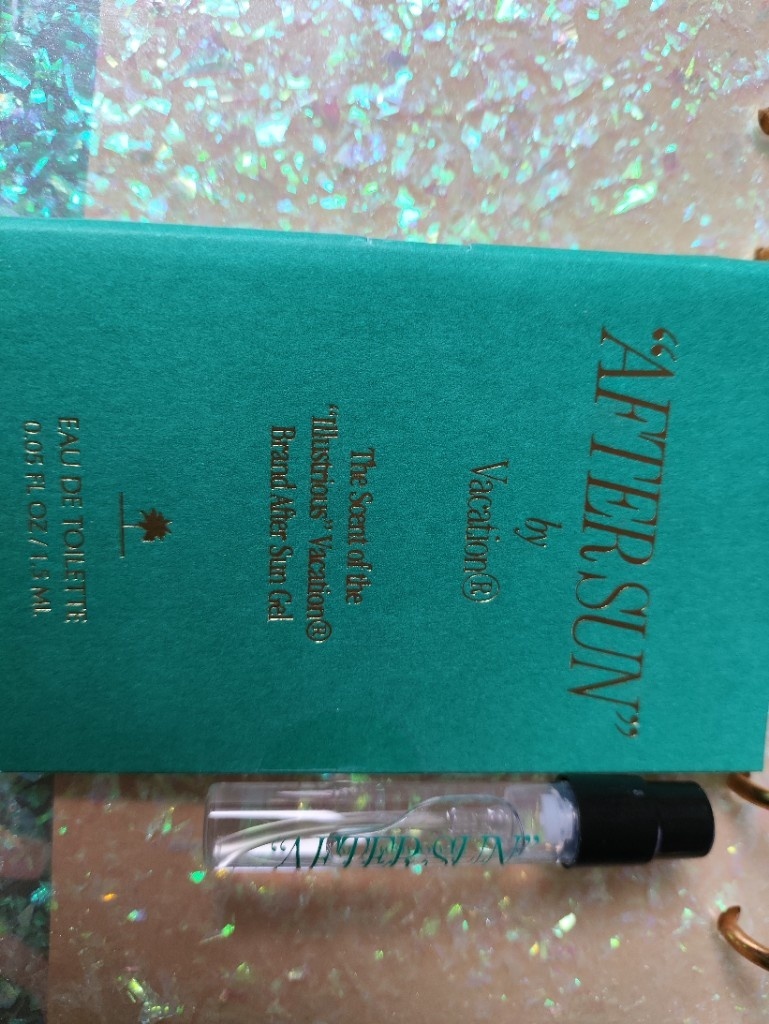 “AFTER SUN”
by
Vacation®
The Scent of the
“Illustrious” Vacation®
Brand After Sun Gel
EAU DE TOILETTE
0.05 FL OZ / 1.5 ML
“AFTER SUN”